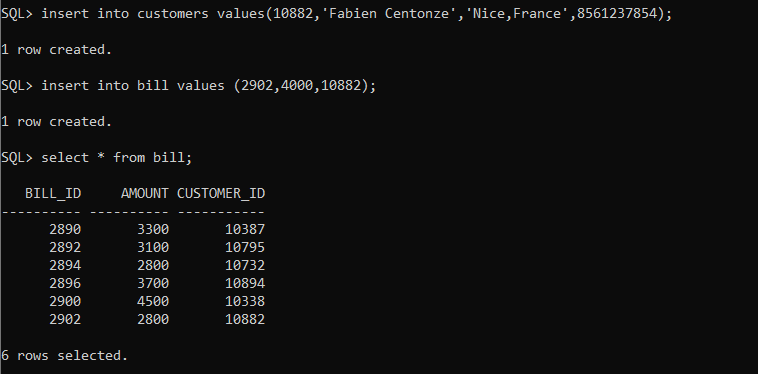 SQL> insert into customers values(10882,'Fabien Centonze','Nice,France',8561237854);
1 row created.
SQL> insert into bill values (2902,4000,10882);
1 row created.
SQL> select * from bill;
BILL_ID AMOUNT CUSTOMER_ID
---------- ---------- -----------
2890 3300 10387
2892 3100 10795
2894 2800 10732
2896 3700 10894
2900 4500 10338
2902 2800 10882
6 rows selected.